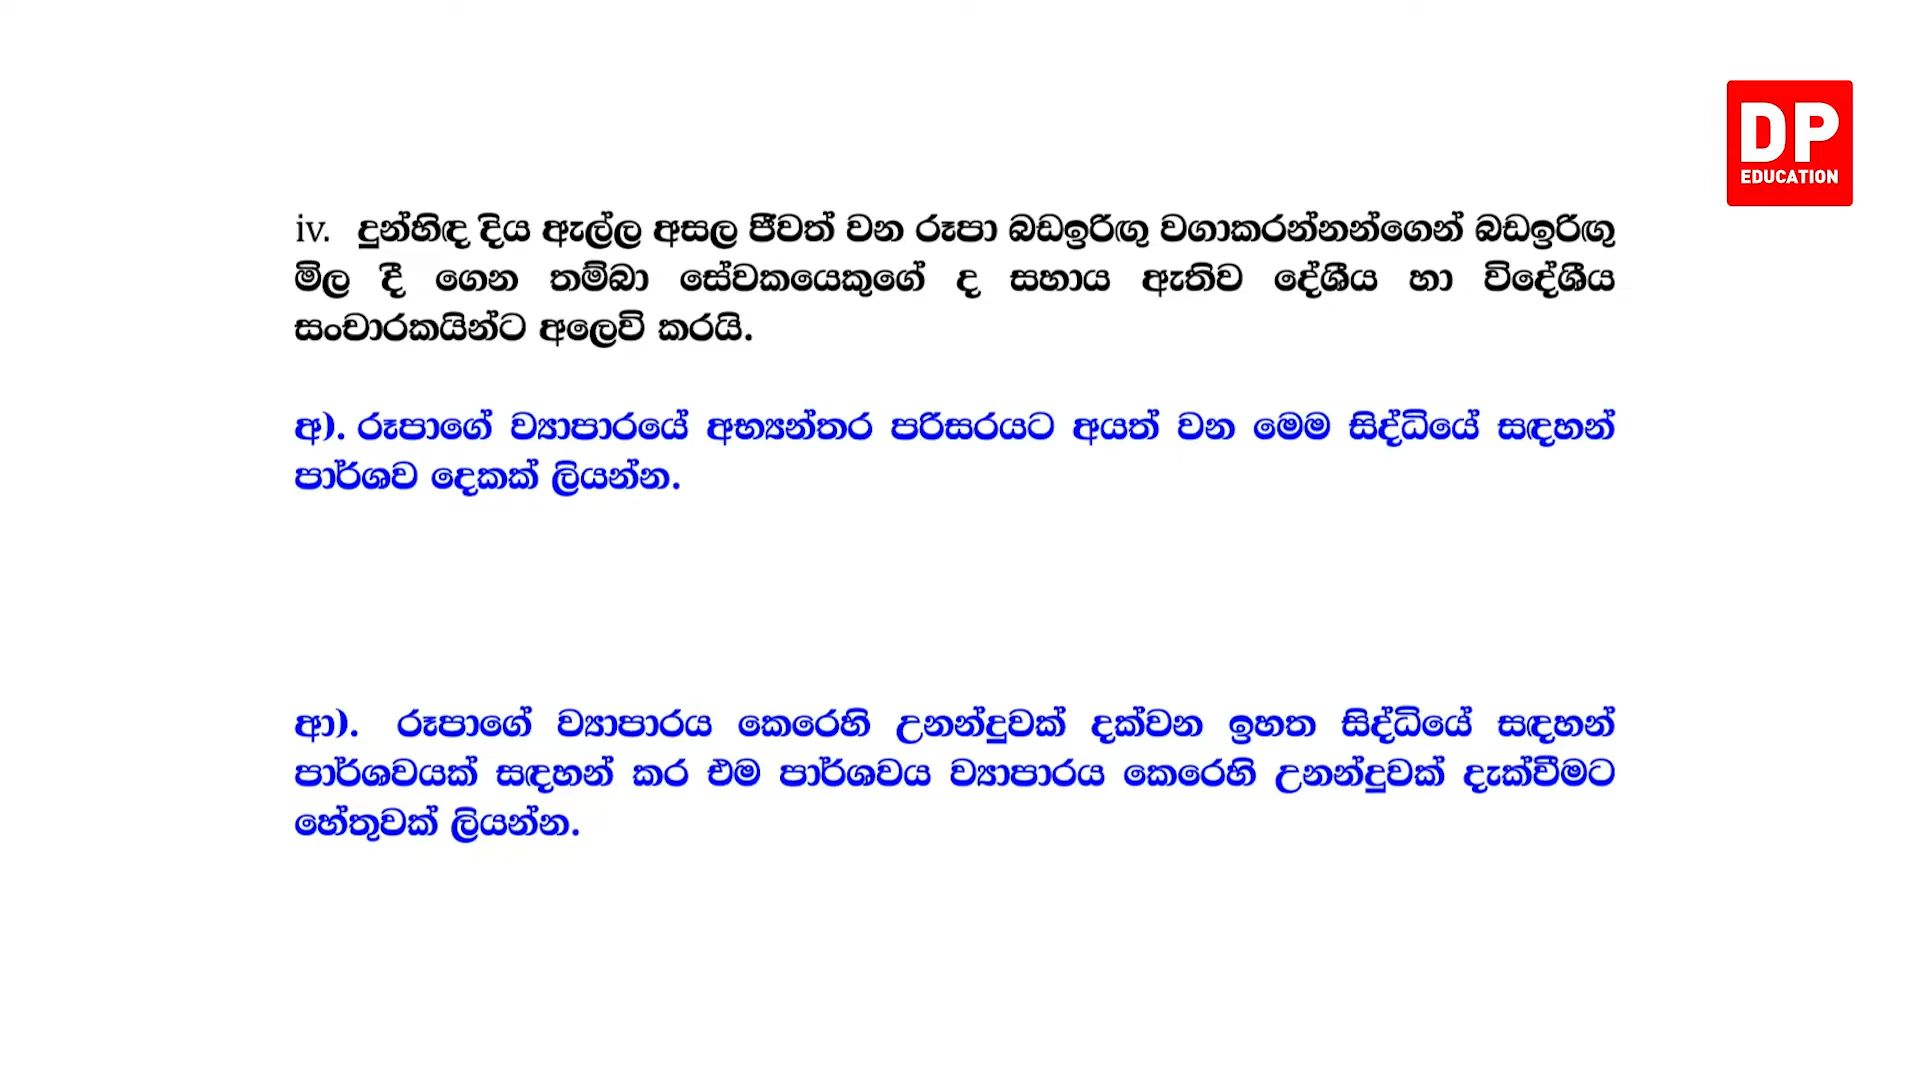 DP
EDUCATION
iv. දුන්හිඳ දිය ඇල්ල අසල ජීවත් වන රූපා බඩඉරිඟු වගාකරන්නන්ගෙන් බඩඉරිඟු
මිල දී ගෙන තම්බා සේවකයෙකුගේ ද සහාය ඇතිව දේශීය හා විදේශීය
සංචාරකයින්ට අලෙවි කරයි.
අ). රූපාගේ ව්‍යාපාරයේ අභ්‍යන්තර පරිසරයට අයත් වන මෙම සිද්ධියේ සඳහන්
පාර්ශව දෙකක් ලියන්න.
ආ). රූපාගේ ව්‍යාපාරය කෙරෙහි උනන්දුවක් දක්වන ඉහත සිද්ධියේ සඳහන්
පාර්ශවයක් සඳහන් කර එම පාර්ශවය ව්‍යාපාරය කෙරෙහි උනන්දුවක් දැක්වීමට
හේතුවක් ලියන්න.